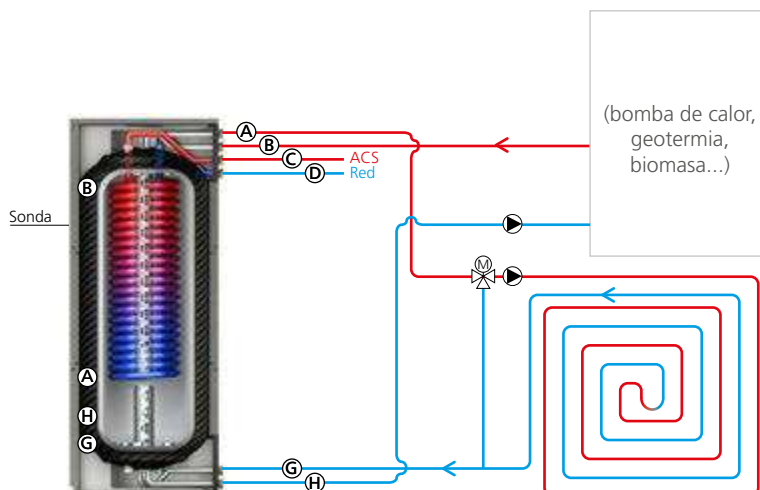 (bomba de calor,
geotermia,
biomasa...)
A
B
C ACS
D Red
B
Sonda
M
A
H
G
G
H